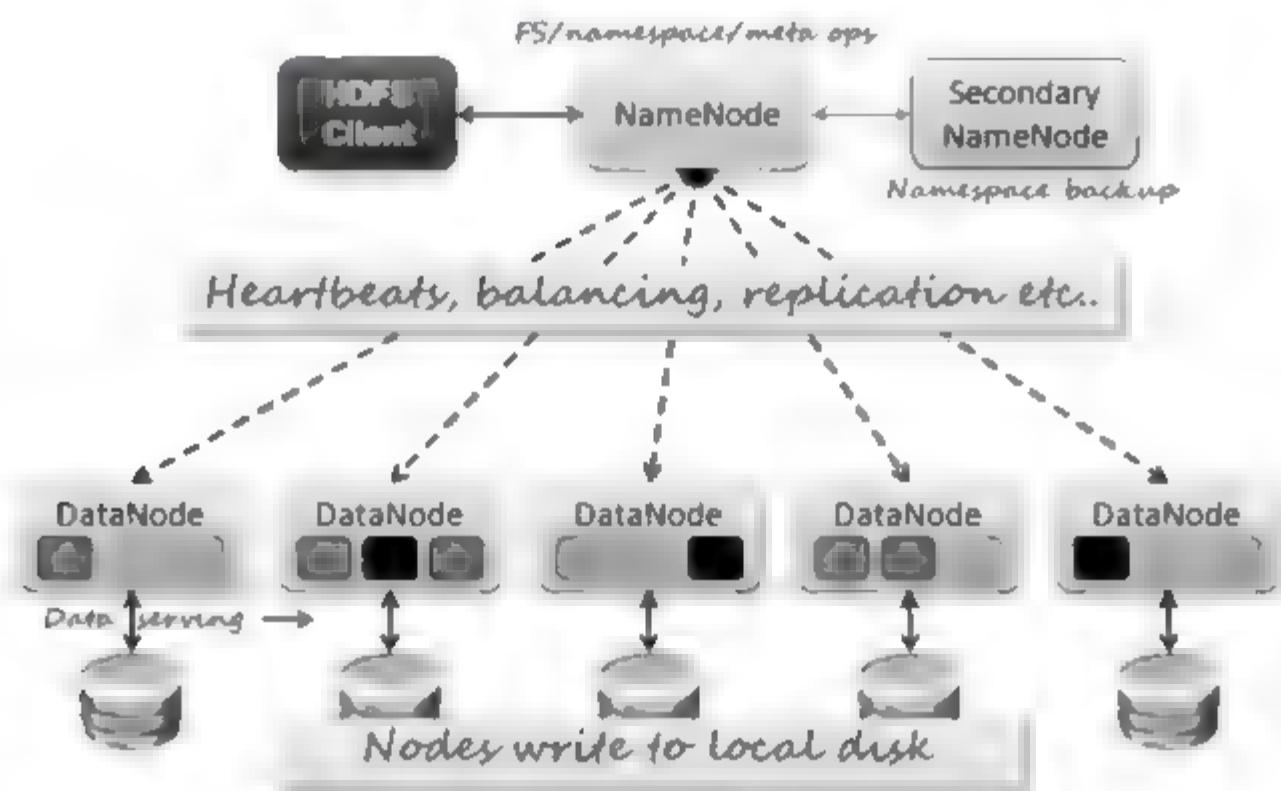 FS/namespace/meta ops
HDFS
Client
NameNode
Secondary
NameNode
Namespace backup
Heartbeats, balancing, replication etc..
DataNode
DataNode
DataNode
DataNode
DataNode
Data serving
Nodes write to local disk